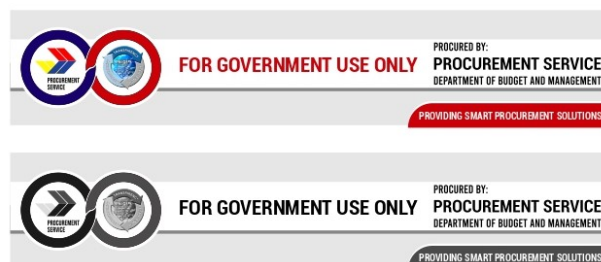 PROCUREMENT
SERVICE
FOR GOVERNMENT USE ONLY
PROCURED BY:
PROCUREMENT SERVICE
DEPARTMENT OF BUDGET AND MANAGEMENT
PROVIDING SMART PROCUREMENT SOLUTIONS
PROCUREMENT
SERVICE
FOR GOVERNMENT USE ONLY
PROCURED BY:
PROCUREMENT SERVICE
DEPARTMENT OF BUDGET AND MANAGEMENT
PROVIDING SMART PROCUREMENT SOLUTIONS